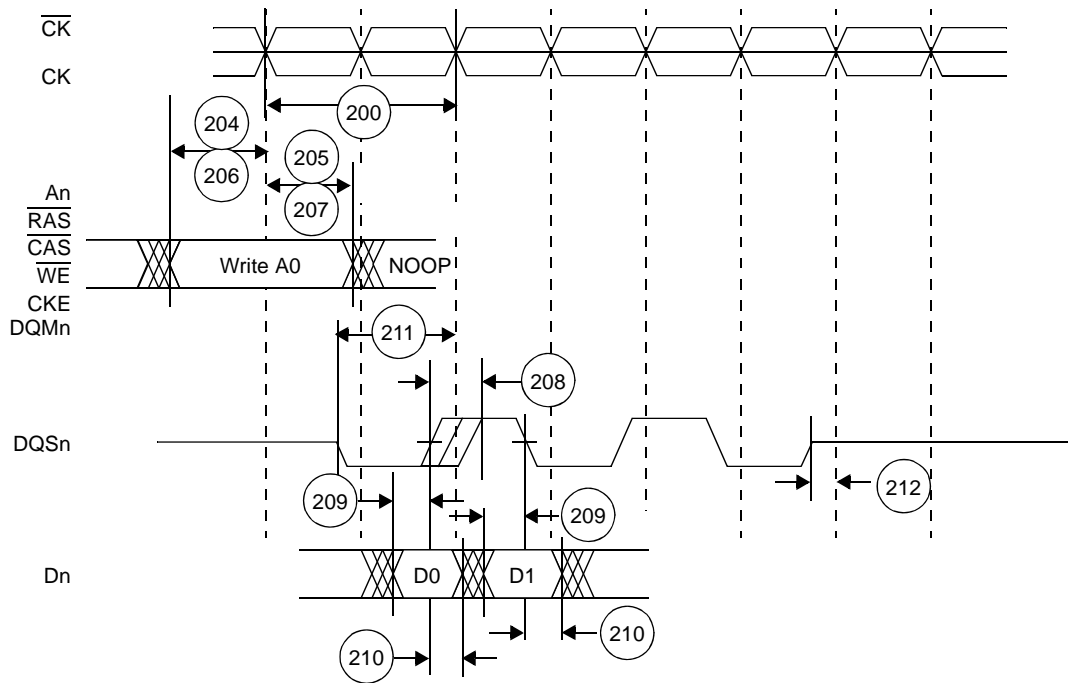 CK
CK
200
204
206
205
207
An
RAS
CAS
WE
CKE
DQMn
Write A0
NOOP
211
208
DQSn
209
209
212
Dn
D0
D1
210
210